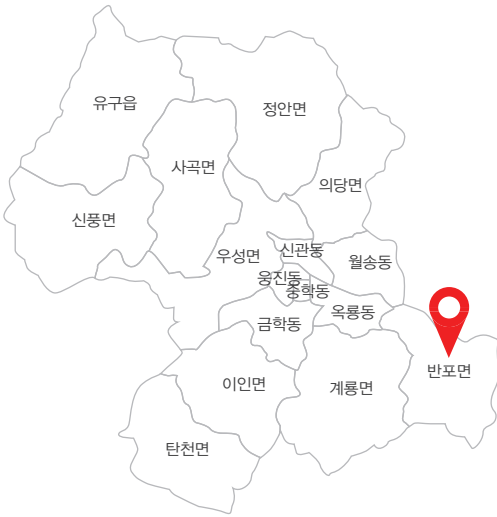 유구읍
정안면
사곡면
의당면
신풍면
우성면
신관동
월송동
웅진동
중학동
옥룡동
금학동
반포면
이인면
계룡면
탄천면